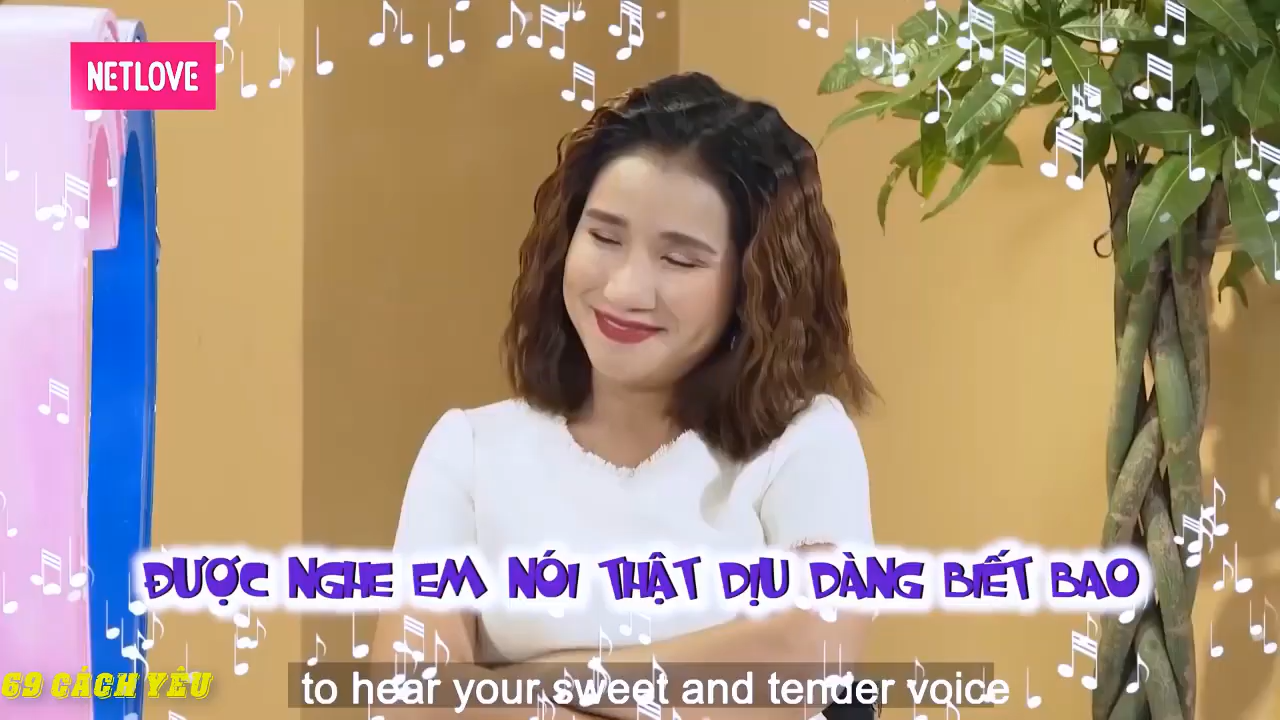 NETLOVE
ĐƯỢC NGHE EM NÓI THẬT DỊU DÀNG BIẾT BAO
69 CÁCH YÊU
to hear your sweet and tender voice